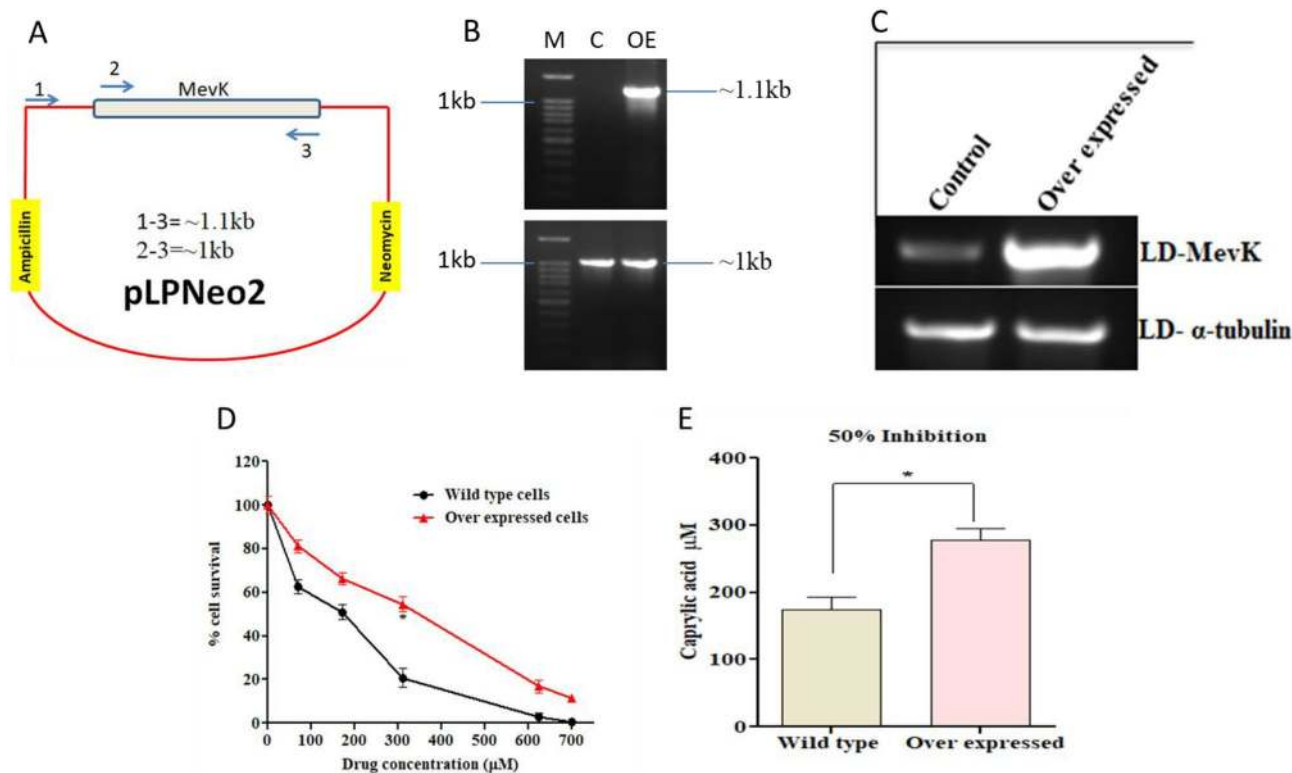 A
1
2
MevK
3
Ampicillin
Neomycin
1-3= ~1.1kb
2-3=~1kb
pLPNeo2
B
M C OE
1kb
~1.1kb
1kb
~1kb
C
Control
Over expressed
LD-MevK
LD- α-tubulin
D
120
100
80
60
40
20
0
% cell survival
Wild type cells
Over expressed cells
*
0 100 200 300 400 500 600 700
Drug concentration (µM)
E
50% Inhibition
400
300
200
100
0
Caprylic acid µM
*
Wild type Over expressed